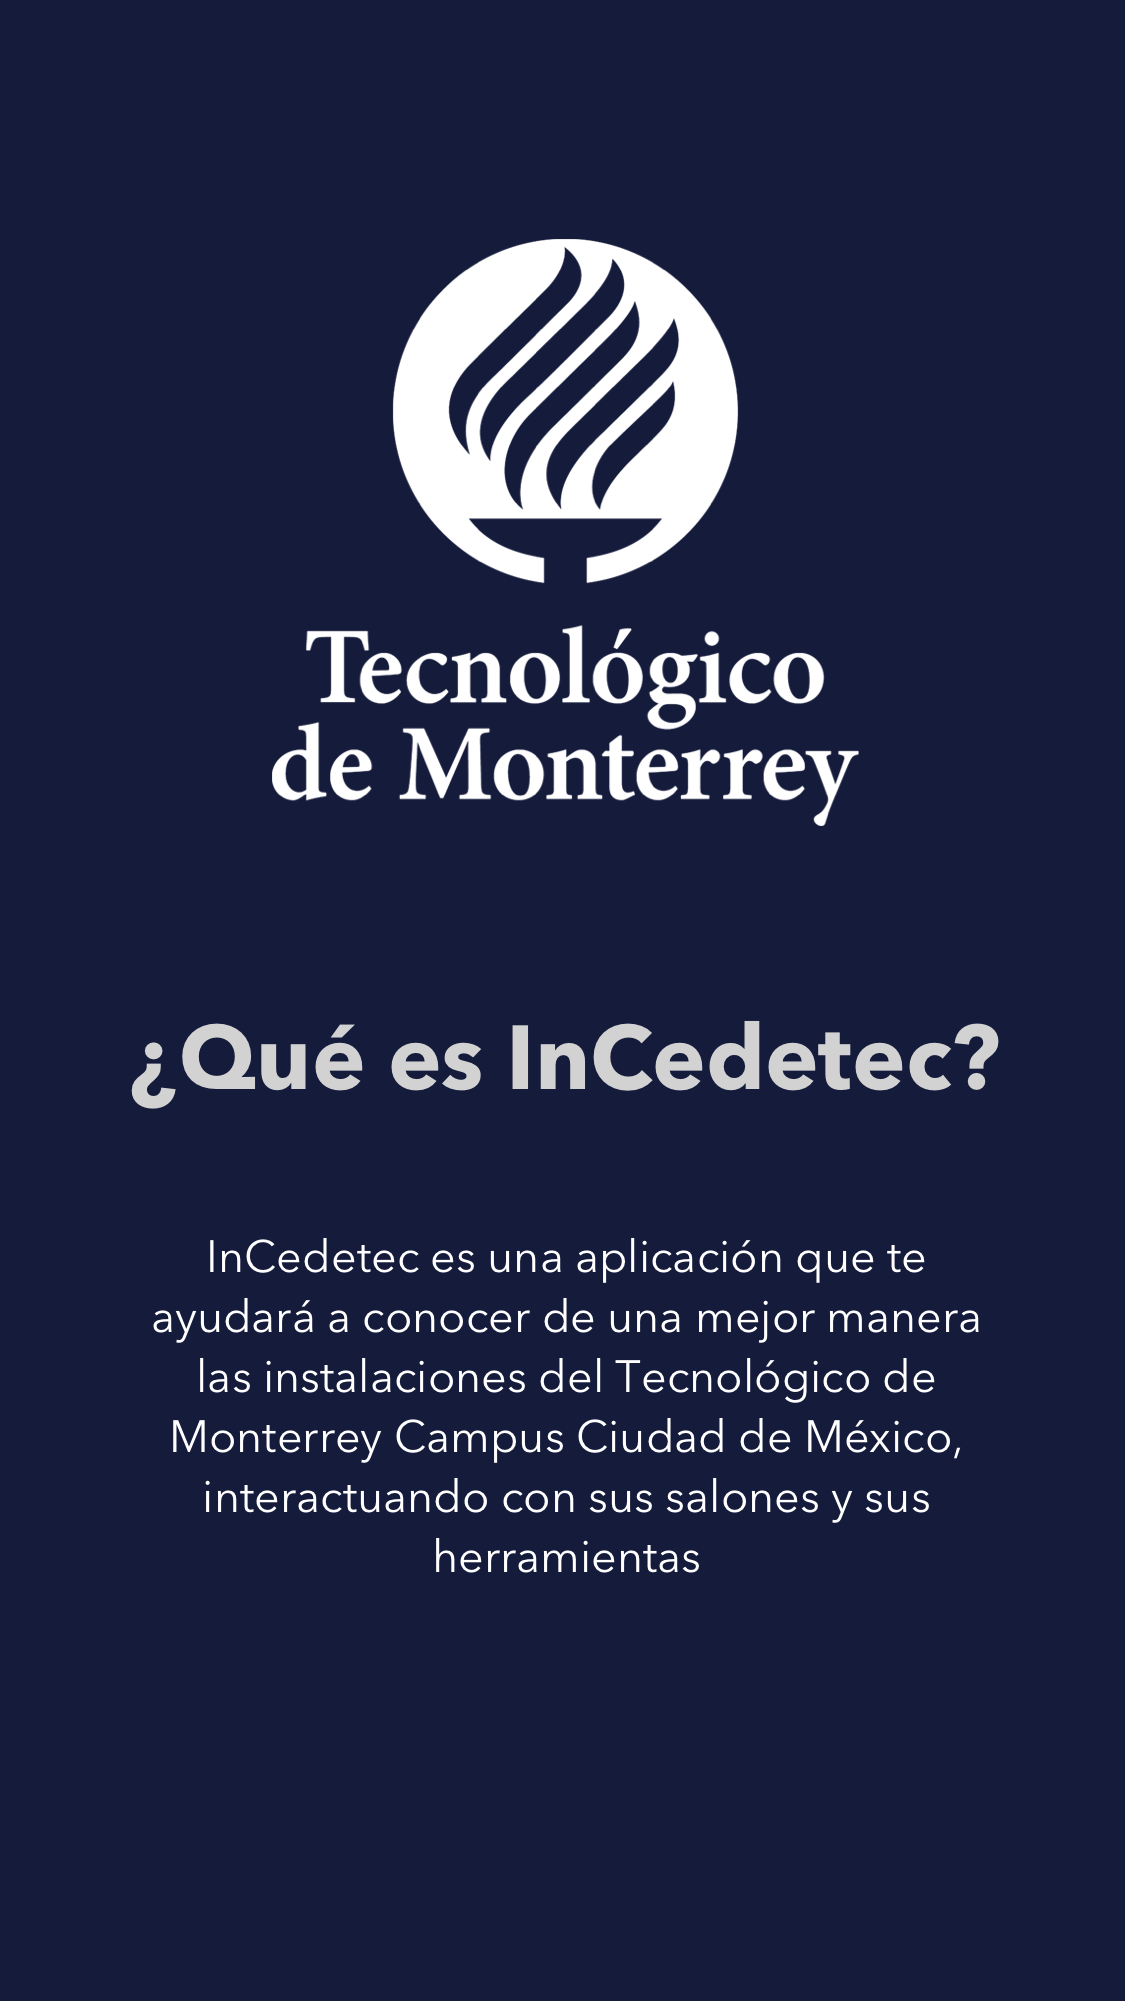 Tecnológico
de Monterrey
¿Qué es InCedetec?
InCedetec es una aplicación que te
ayudará a conocer de una mejor manera
las instalaciones del Tecnológico de
Monterrey Campus Ciudad de México,
interactuando con sus salones y sus
herramientas